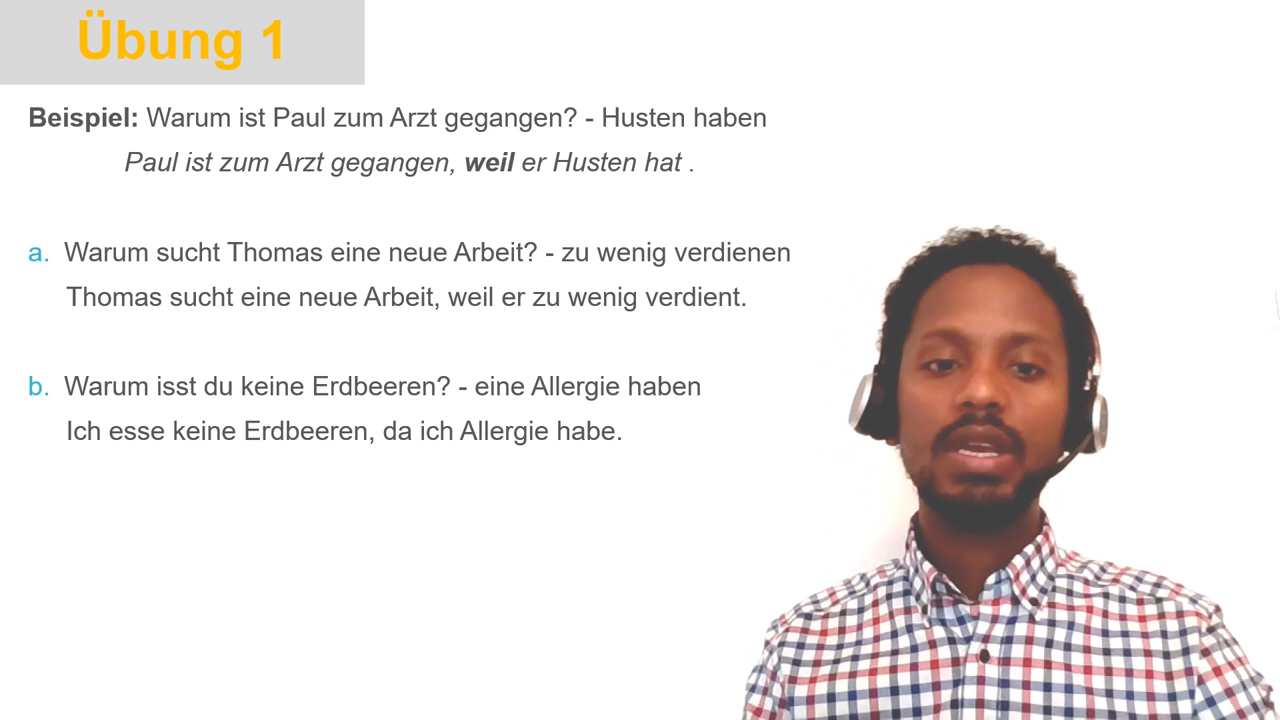 Übung 1
Beispiel: Warum ist Paul zum Arzt gegangen? - Husten haben
Paul ist zum Arzt gegangen, weil er Husten hat .
a. Warum sucht Thomas eine neue Arbeit? - zu wenig verdienen
Thomas sucht eine neue Arbeit, weil er zu wenig verdient.
b. Warum isst du keine Erdbeeren? - eine Allergie haben
Ich esse keine Erdbeeren, da ich Allergie habe.